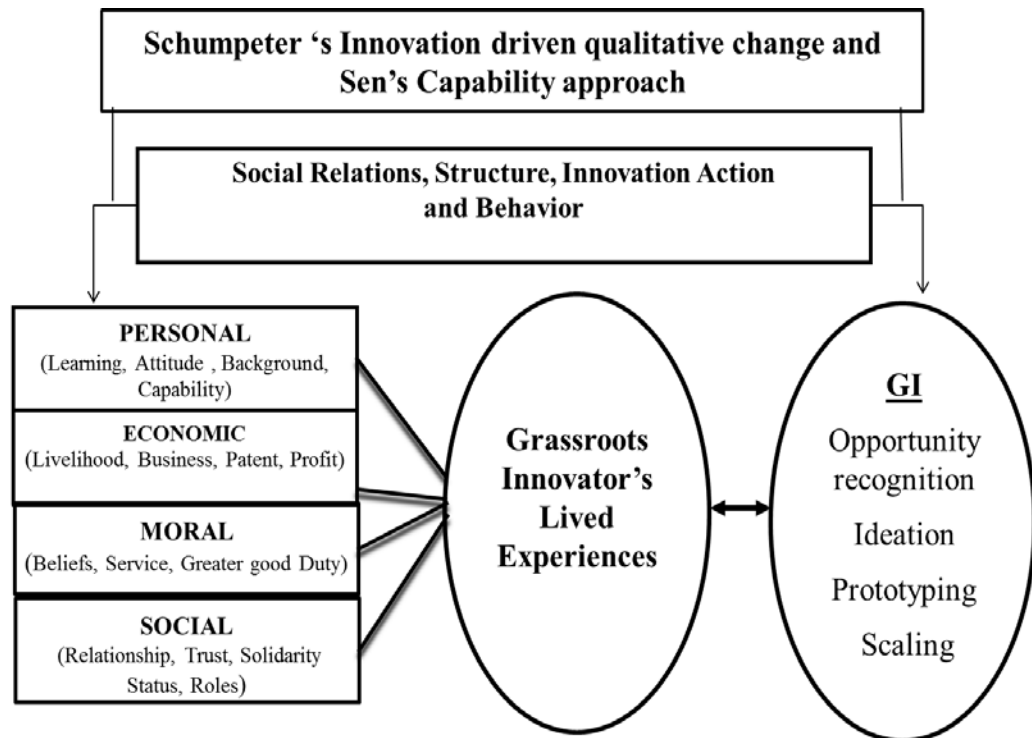 Schumpeter ‘s Innovation driven qualitative change and
Sen’s Capability approach
Social Relations, Structure, Innovation Action
and Behavior
PERSONAL
(Learning, Attitude , Background,
Capability)
ECONOMIC
(Livelihood, Business, Patent, Profit)
MORAL
(Beliefs, Service, Greater good Duty)
SOCIAL
(Relationship, Trust, Solidarity
Status, Roles)
Grassroots
Innovator’s
Lived
Experiences
GI
Opportunity
recognition
Ideation
Prototyping
Scaling